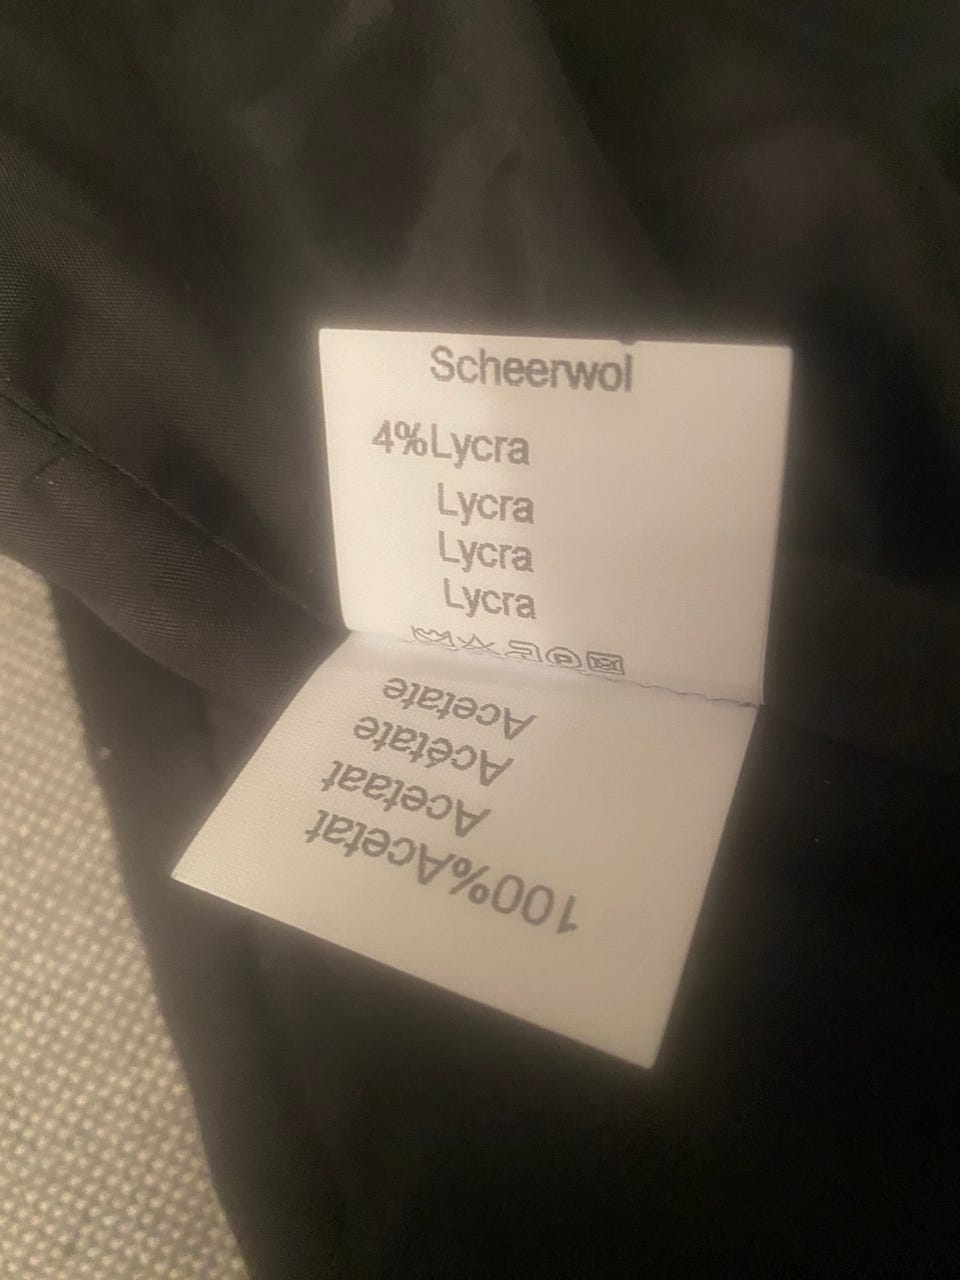 Scheerwol
4%Lycra
Lycra
Lycra
Lycra
100%Acetat
Acetaat
Acétate
Acetate